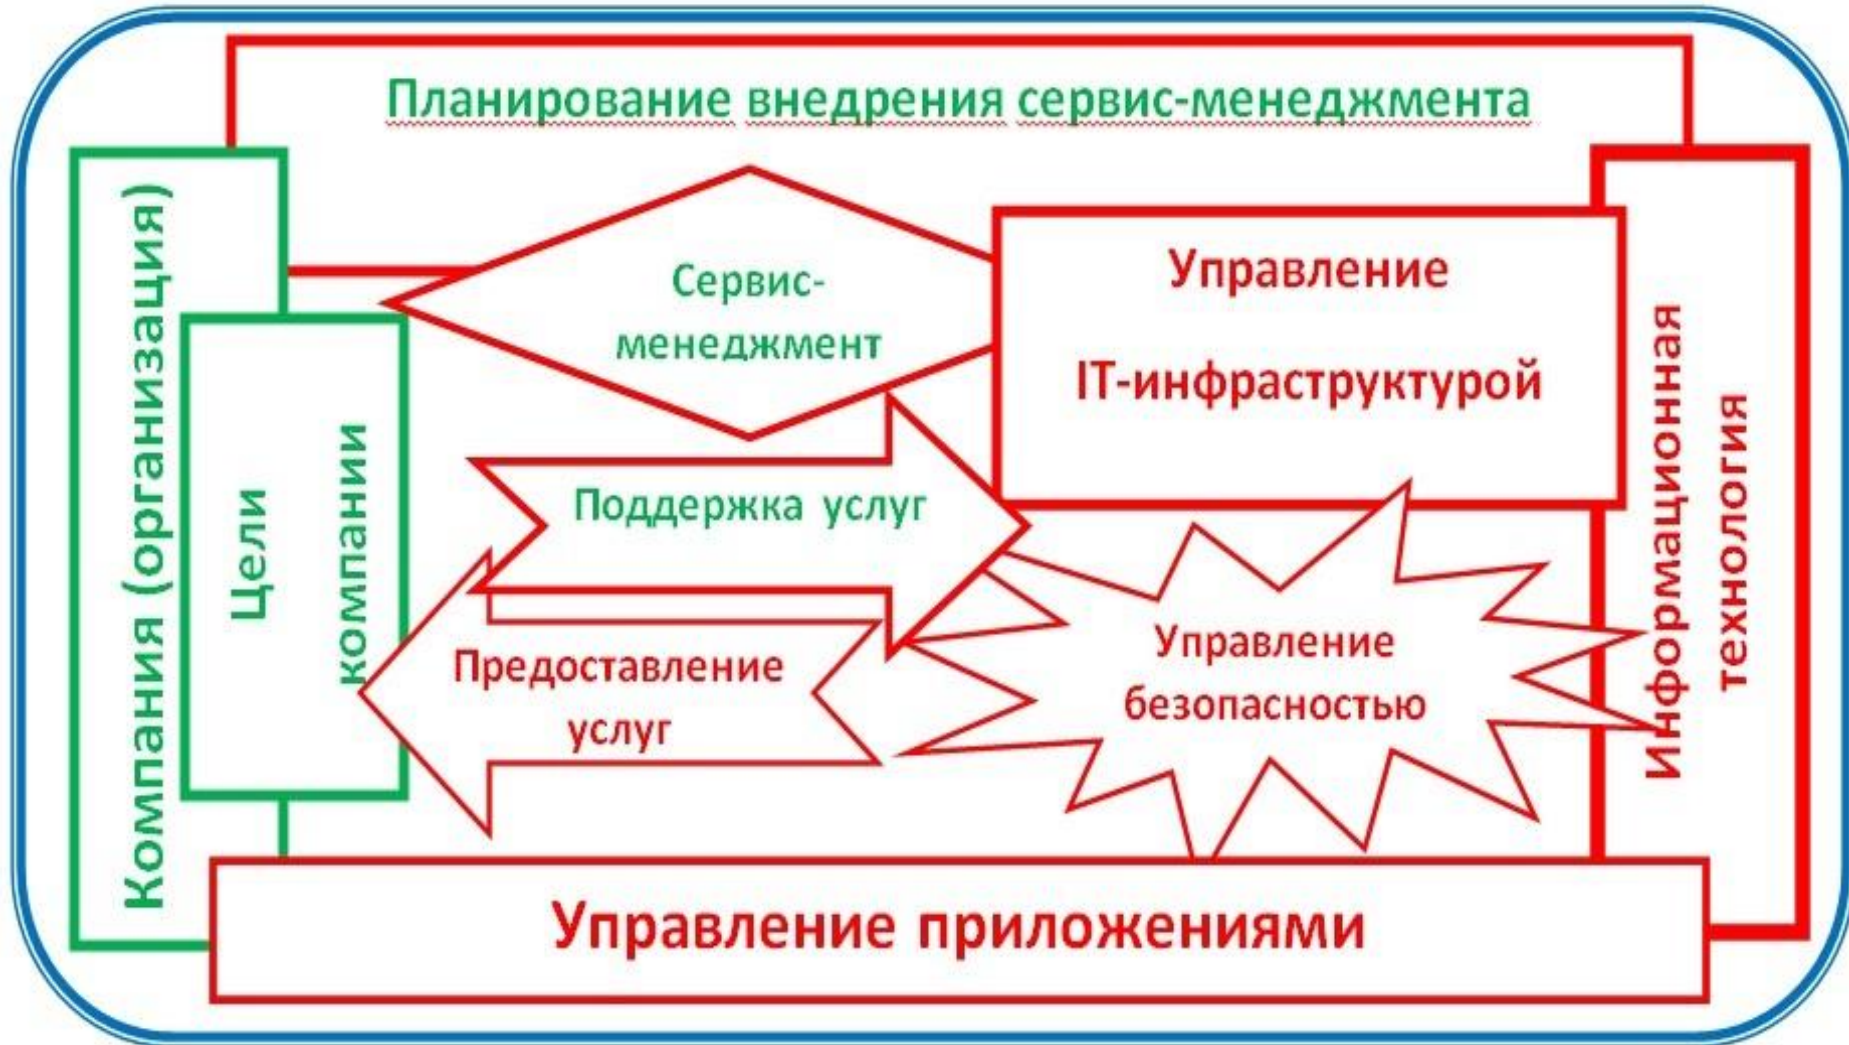 Планирование внедрения сервис-менеджмента
Компания (организация)
Цели
компании
Сервис-
менеджмент
Управление
IT-инфраструктурой
Поддержка услуг
Предоставление
услуг
Управление
безопасностью
Информационная
технология
Управление приложениями